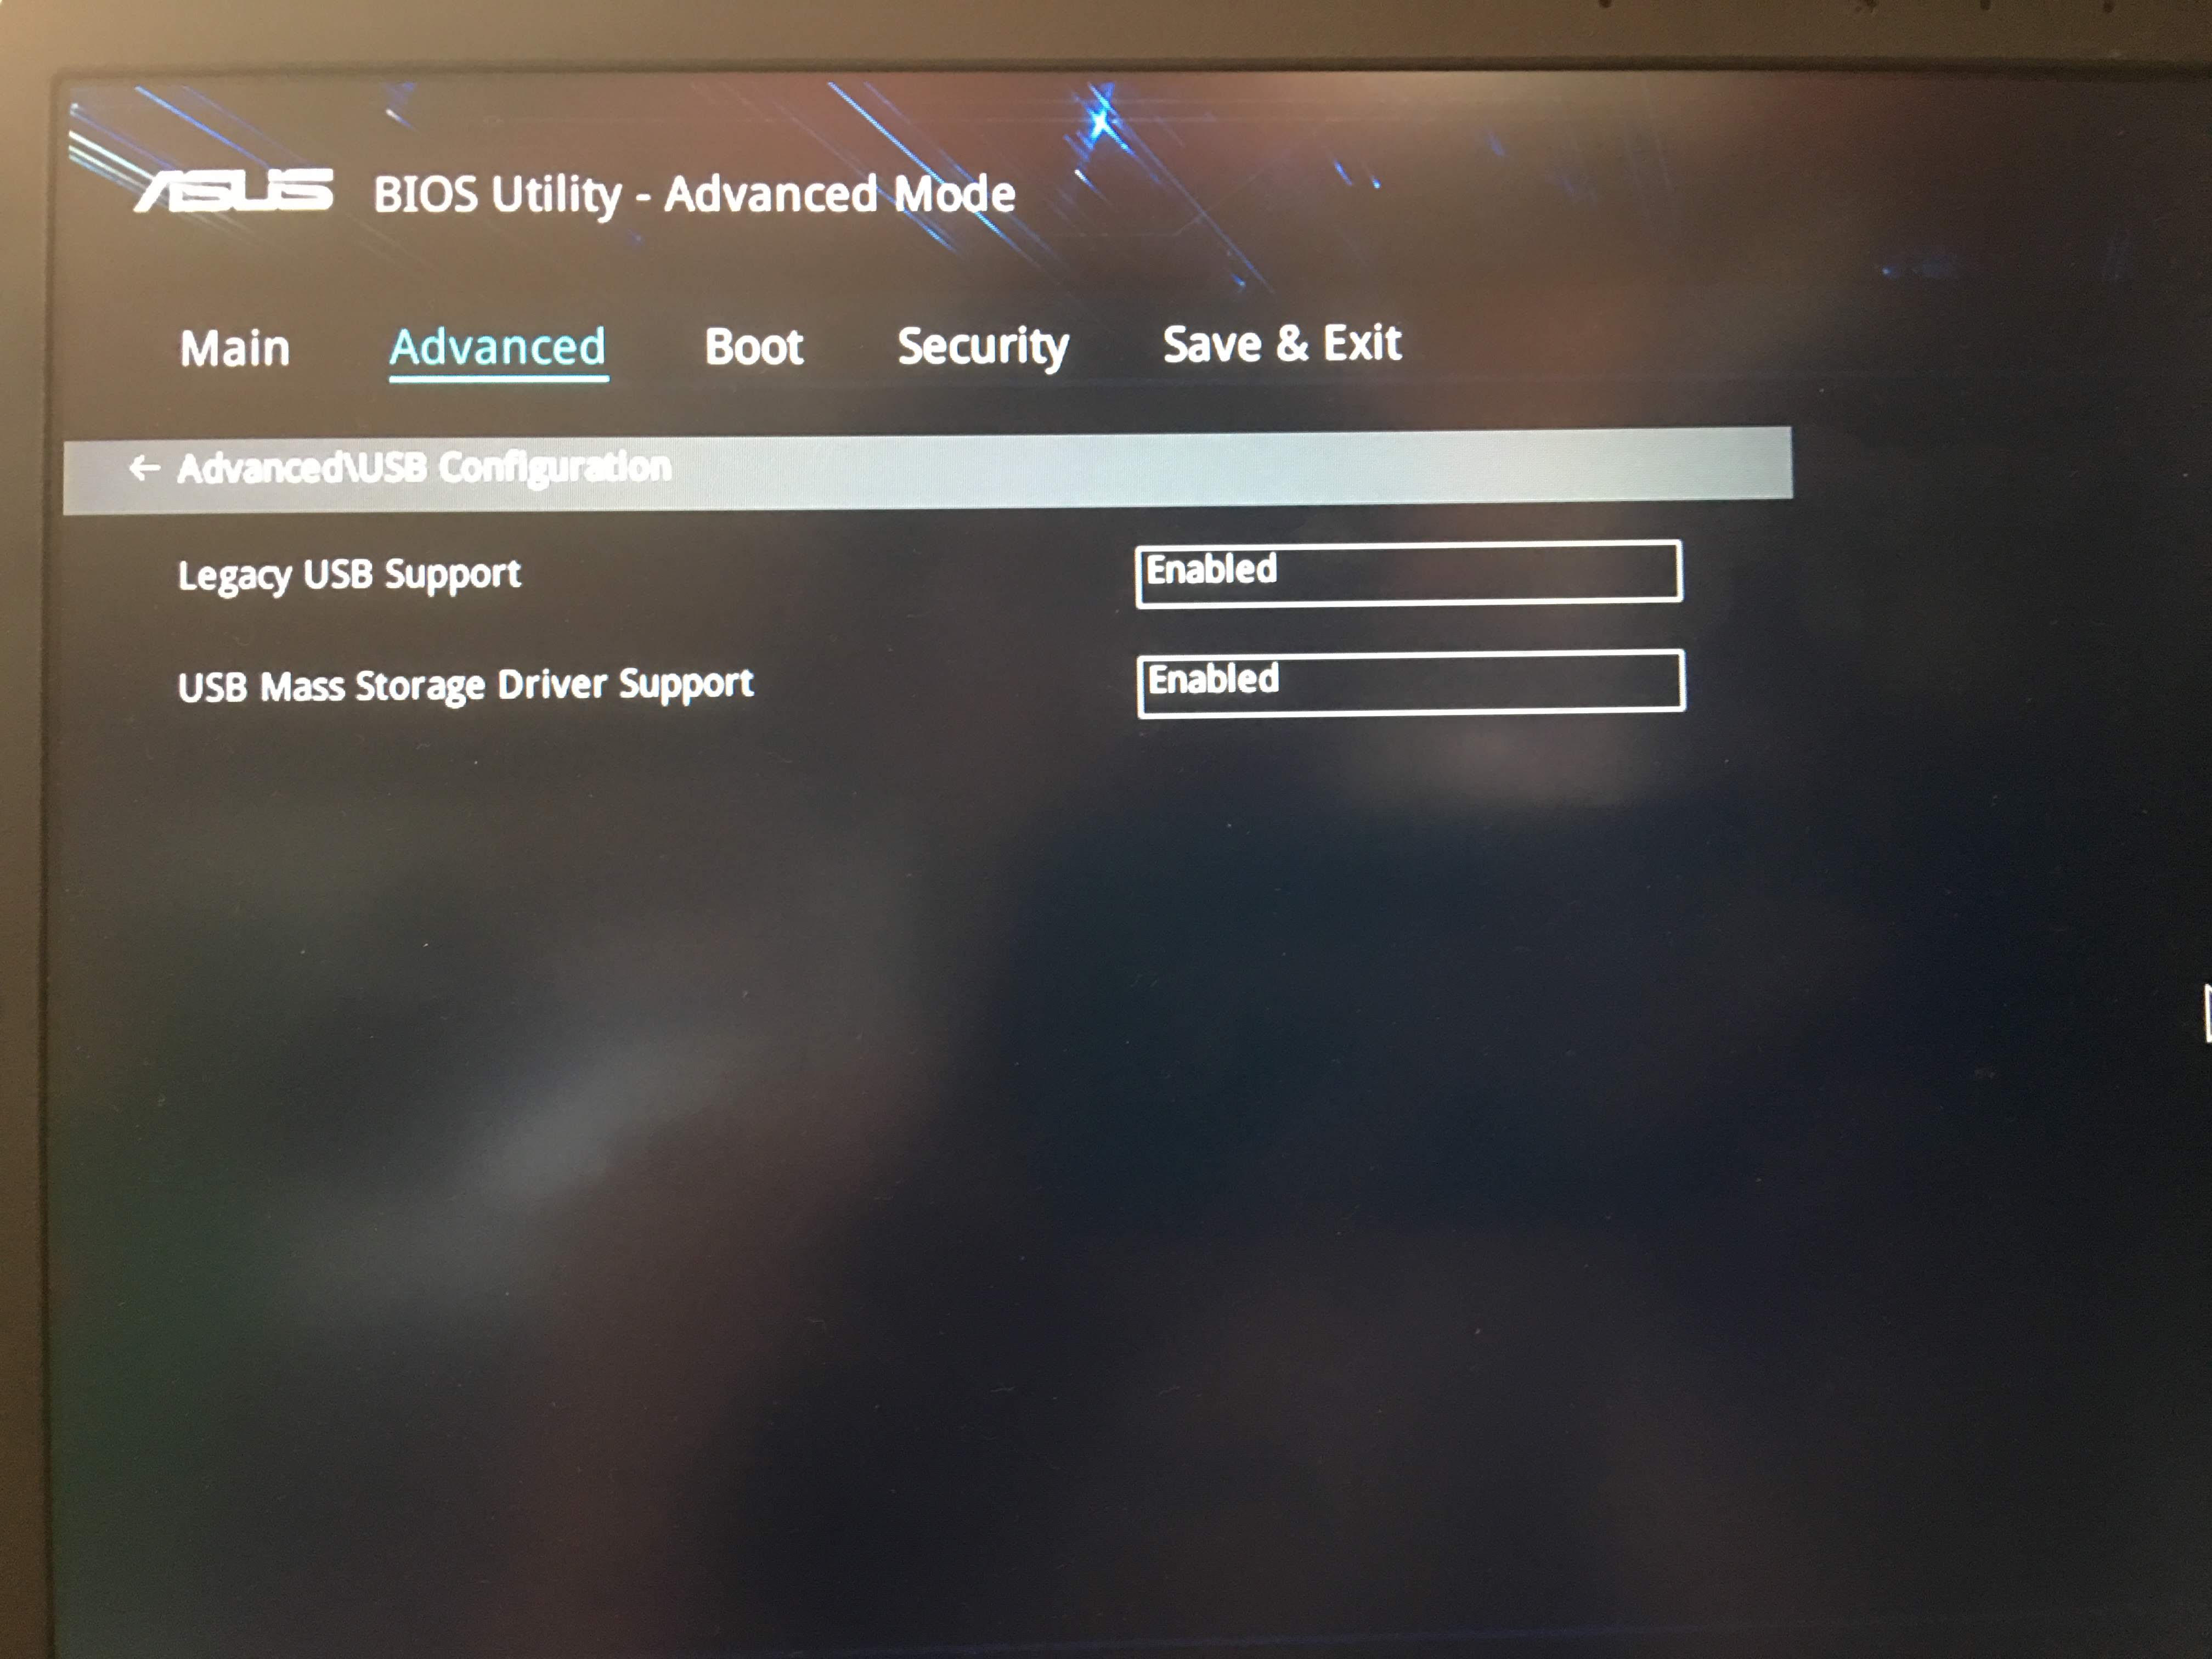 ASUS BIOS Utility - Advanced Mode
Main Advanced Boot Security Save & Exit
← Advanced\USB Configuration
Legacy USB Support Enabled
USB Mass Storage Driver Support Enabled